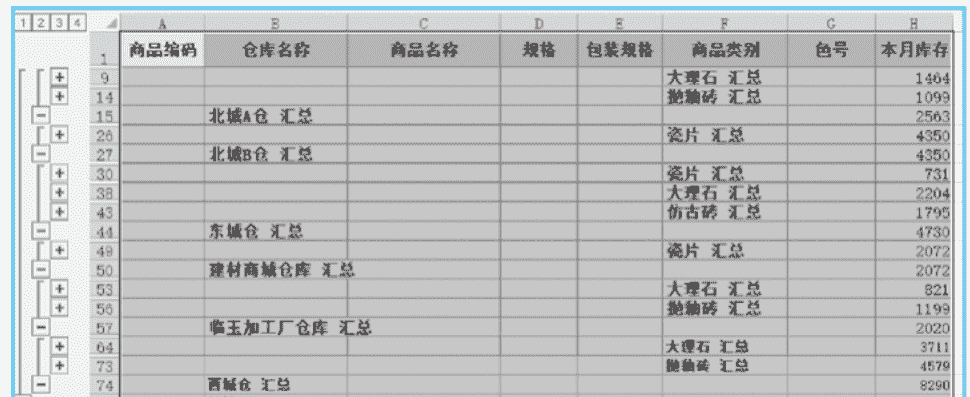 1 2 3 4 A B C D E F G H
1 商品编码 仓库名称 商品名称 规格 包装规格 商品类别 色号 本月库存
9 大理石 汇总 1464
14 抛釉砖 汇总 1099
15 北城A仓 汇总 2563
26 瓷片 汇总 4350
27 北城B仓 汇总 4350
30 瓷片 汇总 731
38 大理石 汇总 2204
43 仿古砖 汇总 1795
44 东城仓 汇总 4730
49 瓷片 汇总 2072
50 建材商城仓库 汇总 2072
53 大理石 汇总 821
56 抛釉砖 汇总 1199
57 临玉加工厂仓库 汇总 2020
64 大理石 汇总 3711
73 抛釉砖 汇总 4579
74 西城仓 汇总 8290